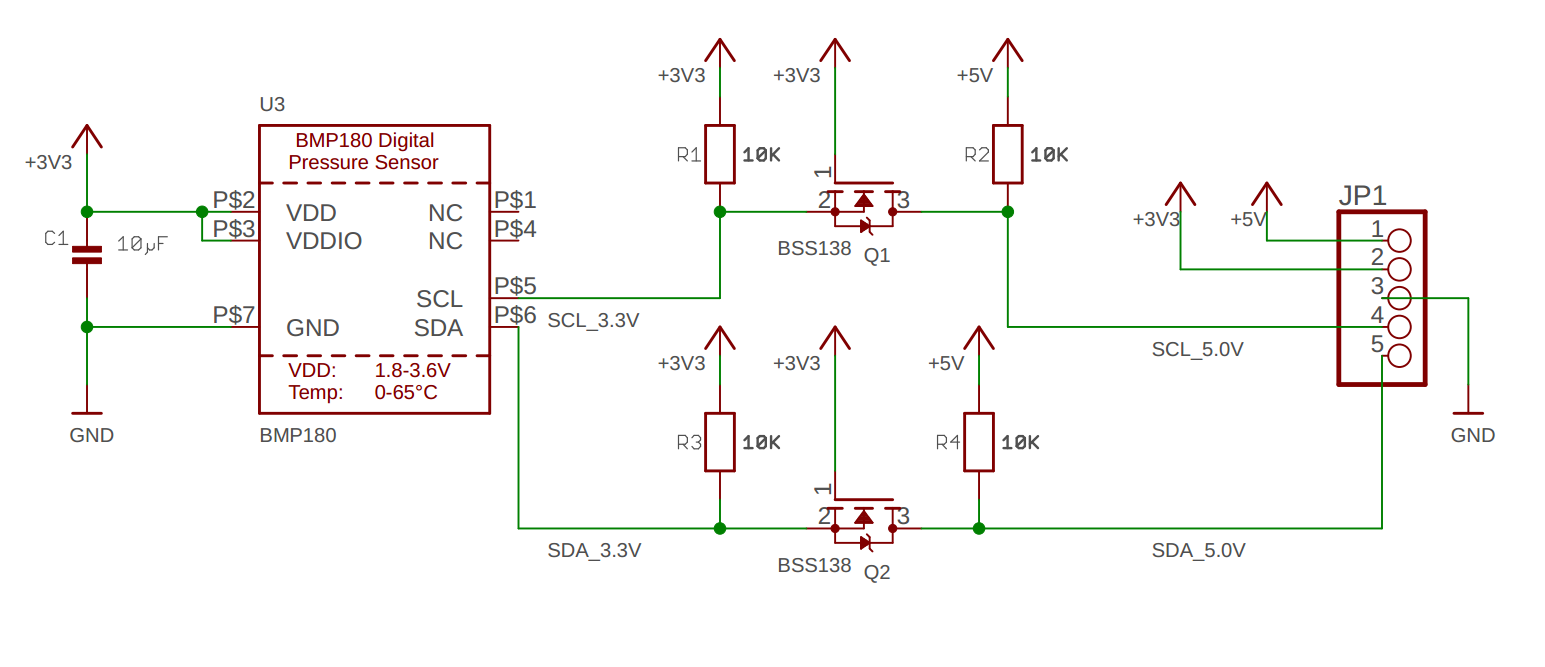 +3V3
+3V3
+5V
U3
BMP180 Digital
Pressure Sensor
+3V3
R1
10K
R2
10K
1
P$2
VDD
NC
P$1
2
3
JP1
C1
10µF
P$3
VDDIO
NC
P$4
BSS138
Q1
+3V3
+5V
1
2
SCL
P$5
3
P$7
GND
SDA
P$6
SCL_3.3V
4
SCL_5.0V
5
VDD:
1.8-3.6V
+3V3
+3V3
+5V
Temp:
0-65°C
GND
BMP180
R3
10K
R4
10K
GND
1
2
3
SDA_3.3V
BSS138
Q2
SDA_5.0V